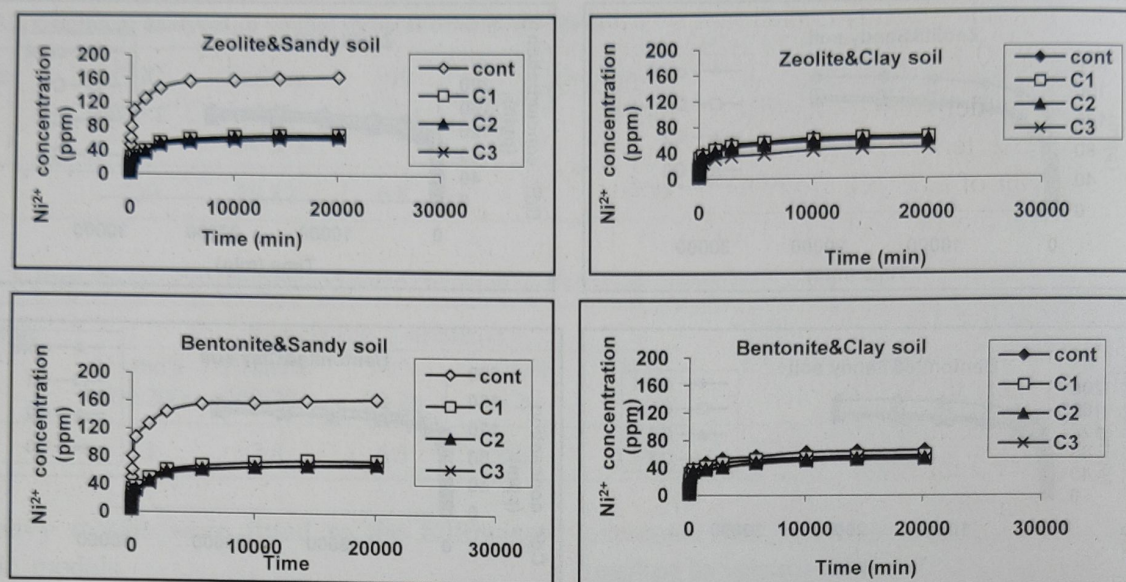 Zeolite&Sandy soil
Ni²⁺ concentration
(ppm)
200
160
120
80
40
0
0
10000
20000
30000
Time (min)
cont
C1
C2
C3
Zeolite&Clay soil
Ni²⁺ concentration
(ppm)
200
160
120
80
40
0
0
10000
20000
30000
Time (min)
cont
C1
C2
C3
Bentonite&Sandy soil
Ni²⁺ concentration
(ppm)
200
160
120
80
40
0
0
10000
20000
30000
Time
cont
C1
C2
C3
Bentonite&Clay soil
Ni²⁺ concentration
(ppm)
200
160
120
80
40
0
0
10000
20000
30000
Time (min)
cont
C1
C2
C3